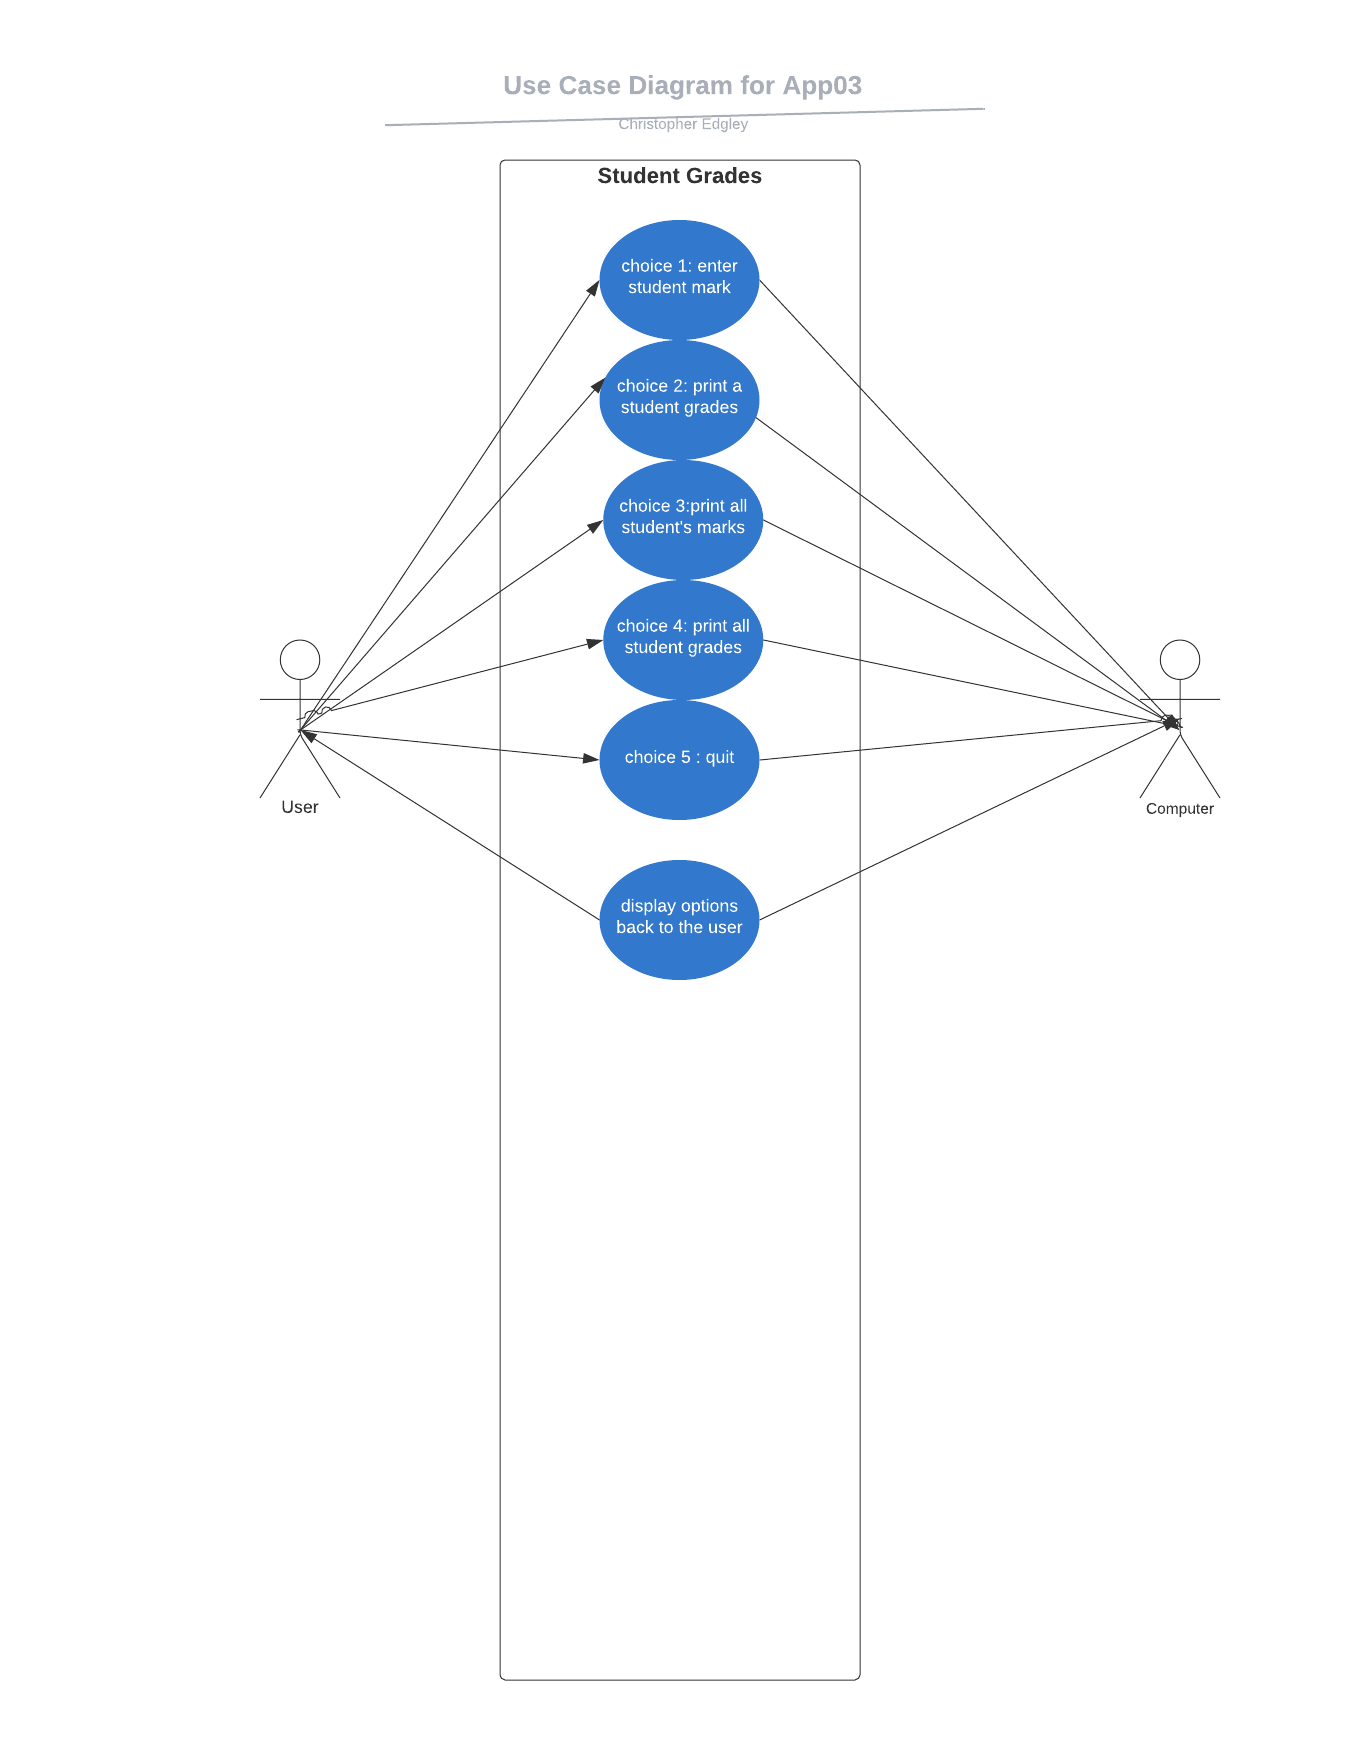 Use Case Diagram for App03
Christopher Edgley
Student Grades
choice 1: enter
student mark
choice 2: print a
student grades
choice 3:print all
student's marks
choice 4: print all
student grades
choice 5 : quit
User
Computer
display options
back to the user